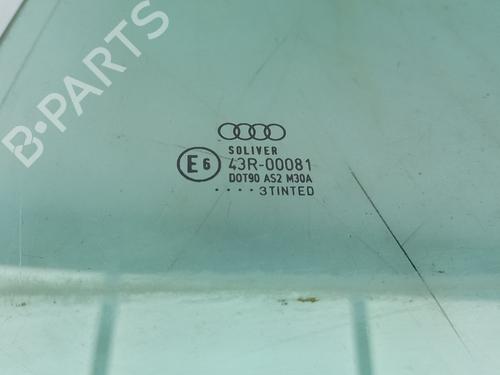 B-PARTS
SOLIVER
E6 43R-00081
DOT90 AS2 M30A
....3TINTED